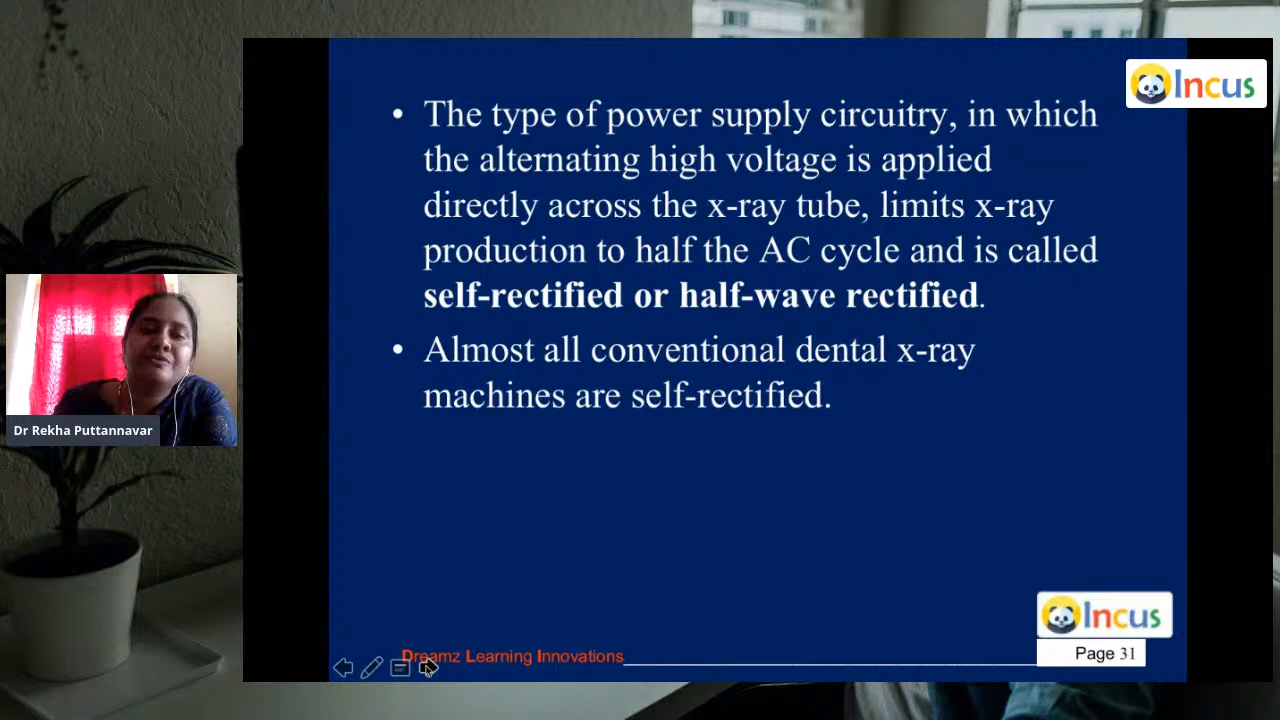 Incus
• The type of power supply circuitry, in which
the alternating high voltage is applied
directly across the x-ray tube, limits x-ray
production to half the AC cycle and is called
self-rectified or half-wave rectified.
• Almost all conventional dental x-ray
machines are self-rectified.
Dr Rekha Puttannavar
Incus
Dreamz Learning Innovations
Page 31